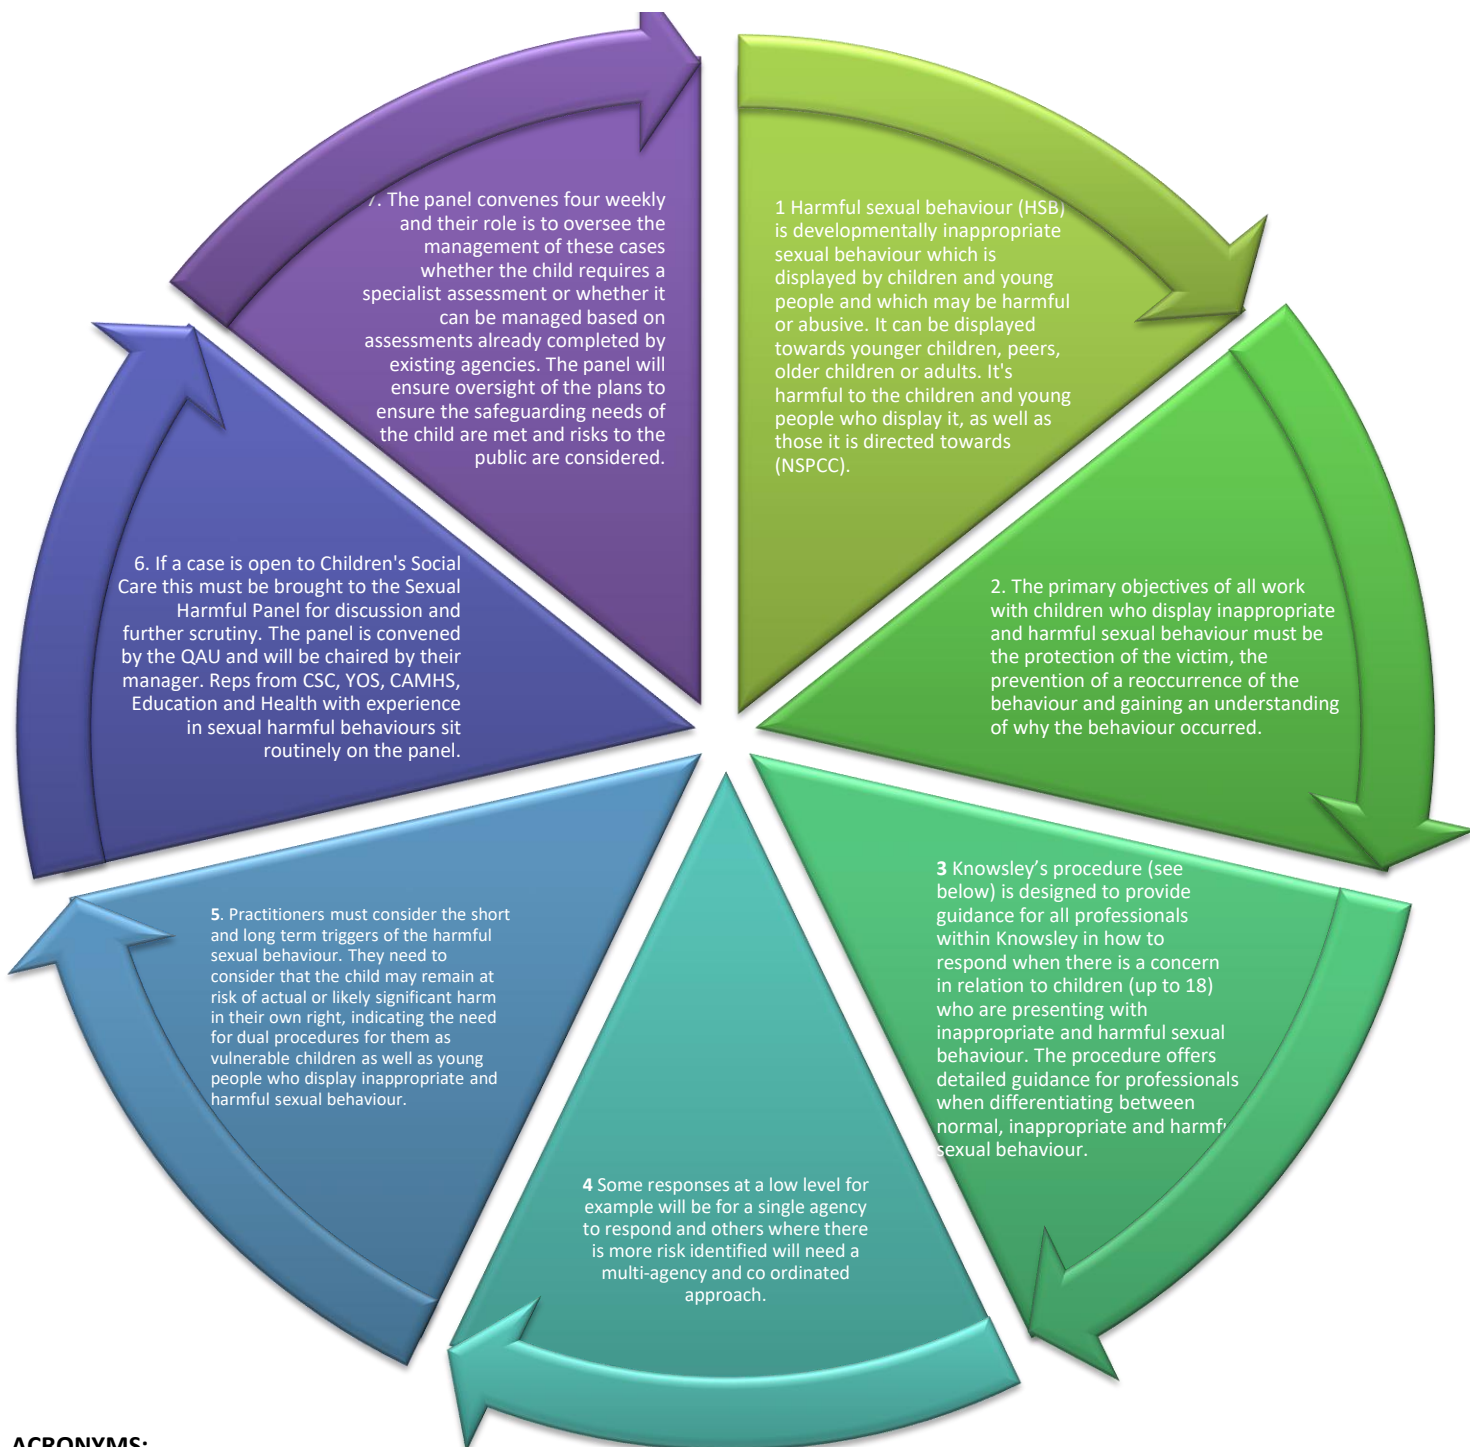 1 Harmful sexual behaviour (HSB)
is developmentally inappropriate
sexual behaviour which is
displayed by children and young
people and which may be harmful
or abusive. It can be displayed
towards younger children, peers,
older children or adults. It's
harmful to the children and young
people who display it, as well as
those it is directed towards
(NSPCC).
2. The primary objectives of all work
with children who display inappropriate
and harmful sexual behaviour must be
the protection of the victim, the
prevention of a reoccurrence of the
behaviour and gaining an understanding
of why the behaviour occurred.
3 Knowsley’s procedure (see
below) is designed to provide
guidance for all professionals
within Knowsley in how to
respond when there is a concern
in relation to children (up to 18)
who are presenting with
inappropriate and harmful sexual
behaviour. The procedure offers
detailed guidance for professionals
when differentiating between
normal, inappropriate and harmful
sexual behaviour.
4 Some responses at a low level for
example will be for a single agency
to respond and others where there
is more risk identified will need a
multi-agency and co ordinated
approach.
5. Practitioners must consider the short
and long term triggers of the harmful
sexual behaviour. They need to
consider that the child may remain at
risk of actual or likely significant harm
in their own right, indicating the need
for dual procedures for them as
vulnerable children as well as young
people who display inappropriate and
harmful sexual behaviour.
6. If a case is open to Children's Social
Care this must be brought to the Sexual
Harmful Panel for discussion and
further scrutiny. The panel is convened
by the QAU and will be chaired by their
manager. Reps from CSC, YOS, CAMHS,
Education and Health with experience
in sexual harmful behaviours sit
routinely on the panel.
7. The panel convenes four weekly
and their role is to oversee the
management of these cases
whether the child requires a
specialist assessment or whether it
can be managed based on
assessments already completed by
existing agencies. The panel will
ensure oversight of the plans to
ensure the safeguarding needs of
the child are met and risks to the
public are considered.
ACRONYMS: